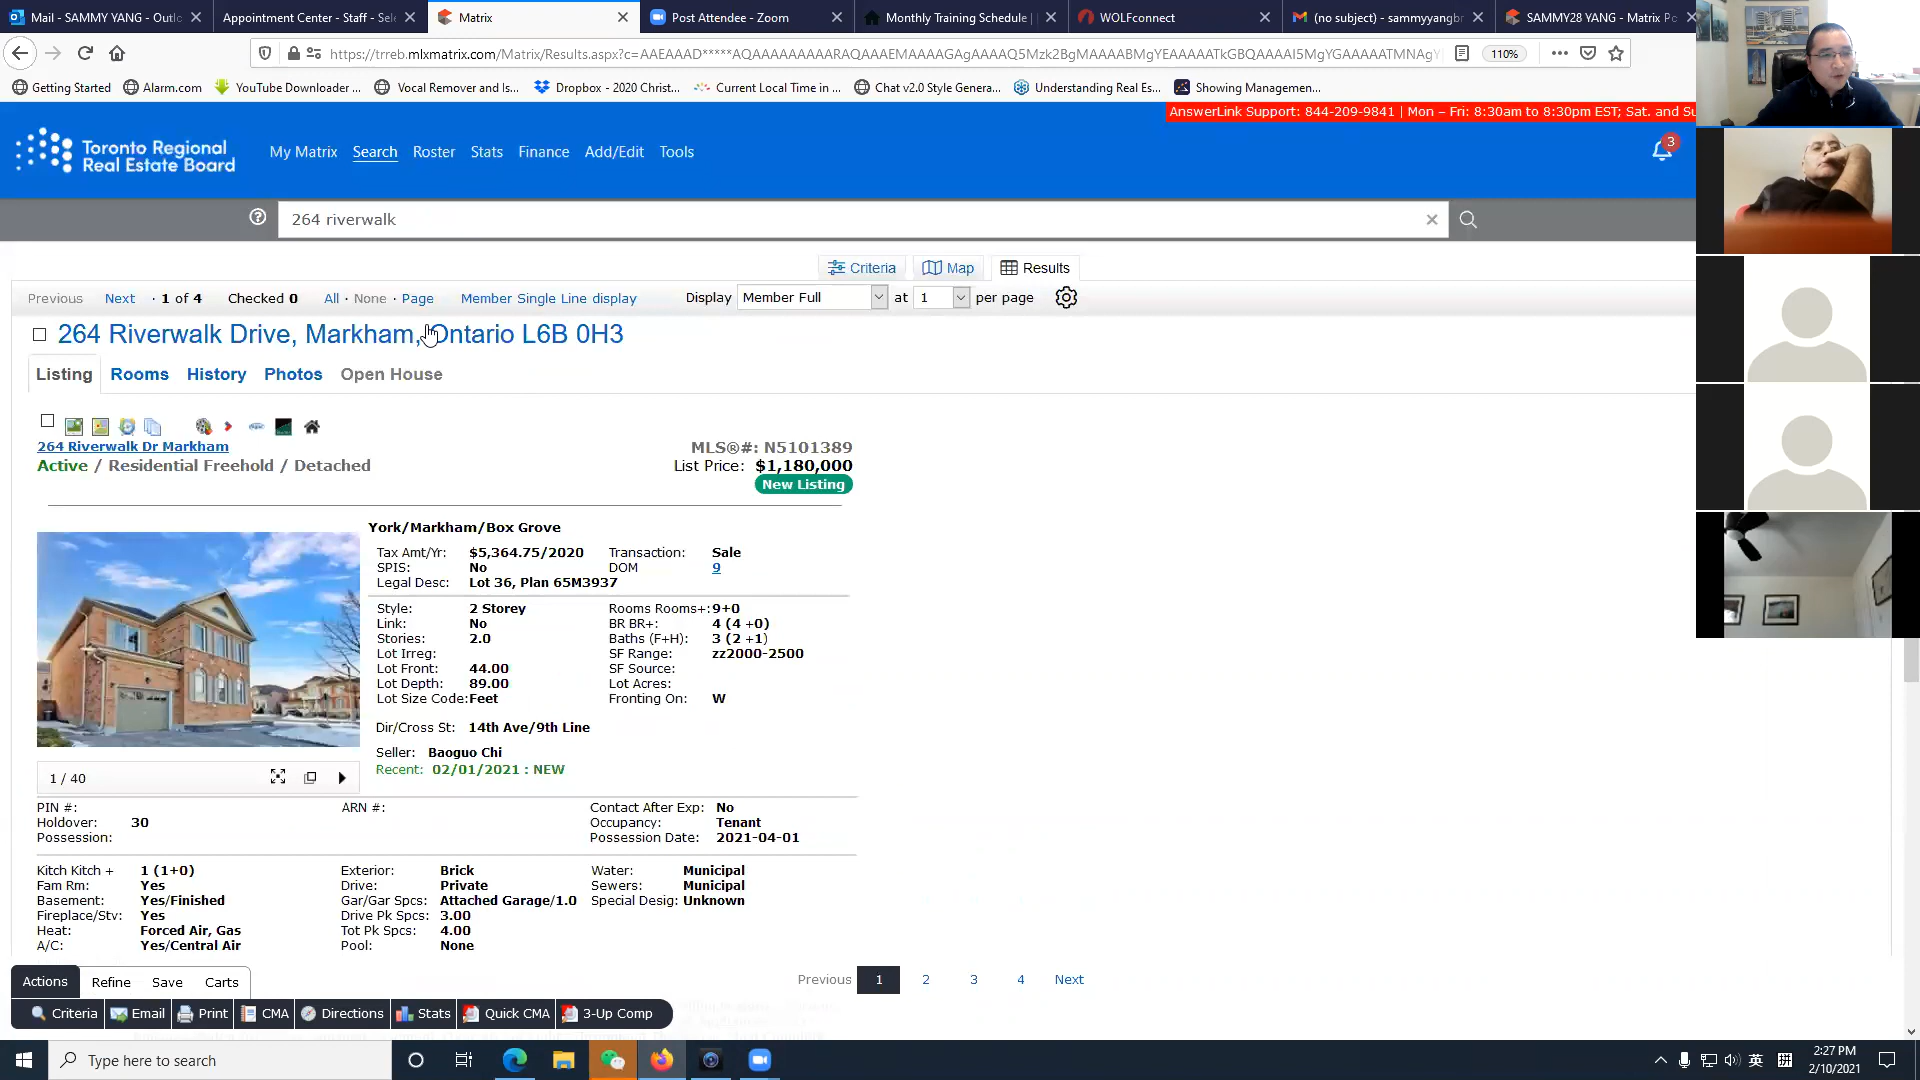 Mail - SAMMY YANG - Outlo
Appointment Center - Staff - Sele
Matrix
Post Attendee - Zoom
Monthly Training Schedule |
WOLFconnect
(no subject) - sammyyangbr
SAMMY28 YANG - Matrix Po
https://trreb.mlxmatrix.com/Matrix/Results.aspx?c=AAEAAAD*****AQAAAAAAAAARAQAAAEMAAAAGAgAAAAQ5Mzk2BgMAAAABMgYEAAAAATkGBQAAAAI5MgYGAAAAATMNAgY
110%
Getting Started
Alarm.com
YouTube Downloader ...
Vocal Remover and Is...
Dropbox - 2020 Christ...
Current Local Time in ...
Chat v2.0 Style Genera...
Understanding Real Es...
Showing Managemen...
AnswerLink Support: 844-209-9841 | Mon – Fri: 8:30am to 8:30pm EST; Sat. and Su
Toronto Regional
Real Estate Board
My Matrix Search Roster Stats Finance Add/Edit Tools
3
264 riverwalk
Criteria Map Results
Previous Next · 1 of 4 Checked 0 All · None · Page Member Single Line display Display Member Full at 1 per page
264 Riverwalk Drive, Markham, Ontario L6B 0H3
Listing Rooms History Photos Open House
264 Riverwalk Dr Markham
MLS®#: N5101389
Active / Residential Freehold / Detached
List Price: $1,180,000
New Listing
York/Markham/Box Grove
Tax Amt/Yr: $5,364.75/2020 Transaction: Sale
SPIS: No DOM 9
Legal Desc: Lot 36, Plan 65M3937
Style: 2 Storey Rooms Rooms+: 9+0
Link: No BR BR+: 4 (4 +0)
Stories: 2.0 Baths (F+H): 3 (2 +1)
Lot Irreg: SF Range: zz2000-2500
Lot Front: 44.00 SF Source:
Lot Depth: 89.00 Lot Acres:
Lot Size Code: Feet Fronting On: W
Dir/Cross St: 14th Ave/9th Line
Seller: Baoguo Chi
Recent: 02/01/2021 : NEW
1 / 40
PIN #: ARN #: Contact After Exp: No
Holdover: 30 Occupancy: Tenant
Possession: Possession Date: 2021-04-01
Kitch Kitch + 1 (1+0) Exterior: Brick Water: Municipal
Fam Rm: Yes Drive: Private Sewers: Municipal
Basement: Yes/Finished Gar/Gar Spcs: Attached Garage/1.0 Special Desig: Unknown
Fireplace/Stv: Yes Drive Pk Spcs: 3.00
Heat: Forced Air, Gas Tot Pk Spcs: 4.00
A/C: Yes/Central Air Pool: None
Actions Refine Save Carts
Previous 1 2 3 4 Next
Criteria Email Print CMA Directions Stats Quick CMA 3-Up Comp
Type here to search
英
拼
2:27 PM
2/10/2021